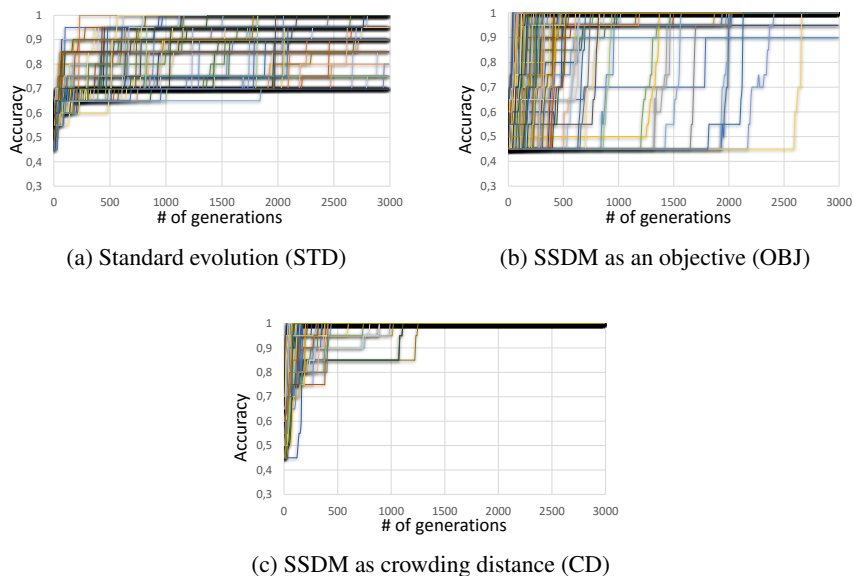 1
0,9
0,8
0,7
0,6
0,5
0,4
0,3
Accuracy
0 500 1000 1500 2000 2500 3000
# of generations
(a) Standard evolution (STD)
1
0,9
0,8
0,7
0,6
0,5
0,4
0,3
Accuracy
0 500 1000 1500 2000 2500 3000
# of generations
(b) SSDM as an objective (OBJ)
1
0,9
0,8
0,7
0,6
0,5
0,4
0,3
Accuracy
0 500 1000 1500 2000 2500 3000
# of generations
(c) SSDM as crowding distance (CD)